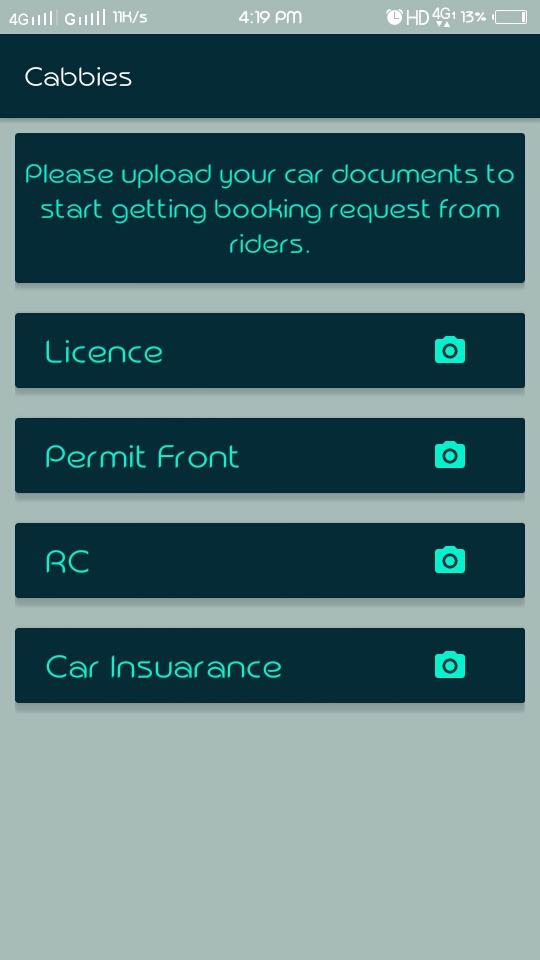 4G G 11K/s 4:19 PM HD 4G 13%
Cabbies
Please upload your car documents to
start getting booking request from
riders.
Licence
Permit Front
RC
Car Insuarance